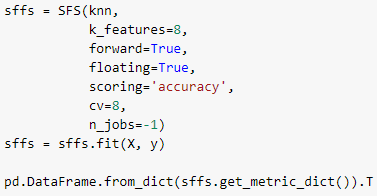 sffs = SFS(knn,
           k_features=8,
           forward=True,
           floating=True,
           scoring='accuracy',
           cv=8,
           n_jobs=-1)
sffs = sffs.fit(X, y)

pd.DataFrame.from_dict(sffs.get_metric_dict()).T